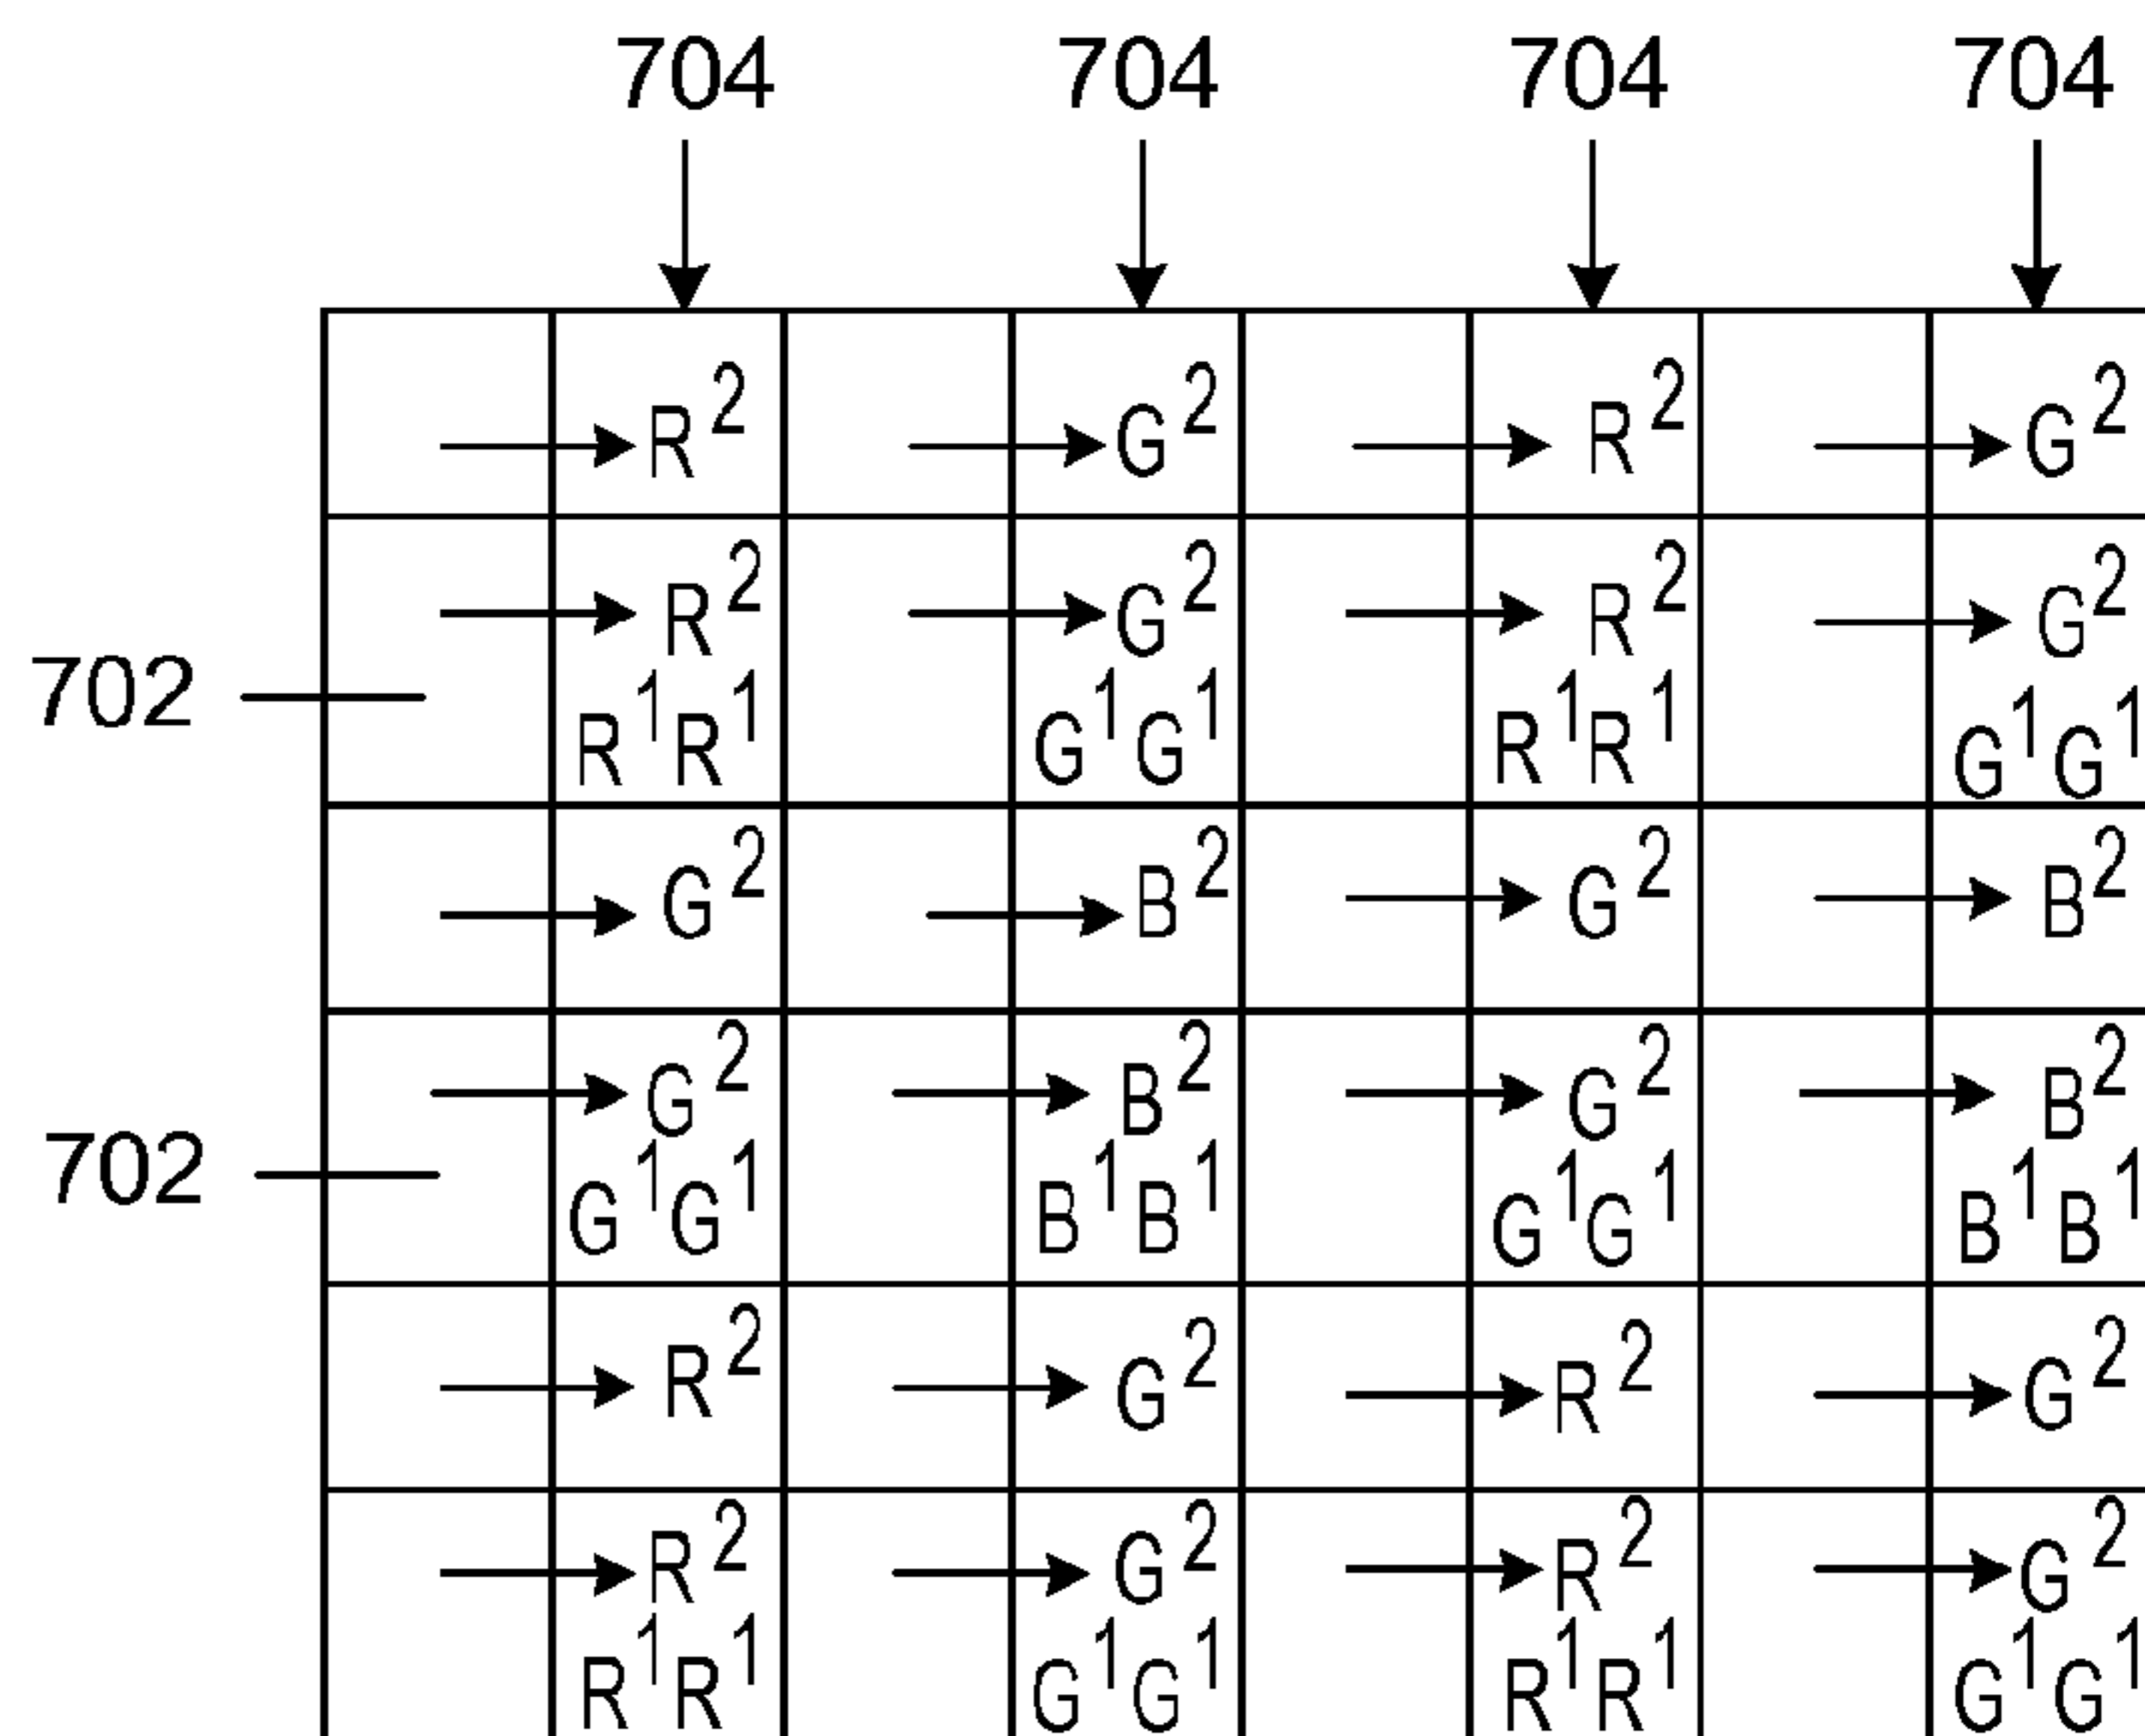 704 704 704 704
R² G² R² G²
R² G² R² G²
702
R¹R¹ G¹G¹ R¹R¹ G¹G¹
G² B² G² B²
G² B² G² B²
702
G¹G¹ B¹B¹ G¹G¹ B¹B¹
R² G² R² G²
R² G² R² G²
R¹R¹ G¹G¹ R¹R¹ G¹G¹